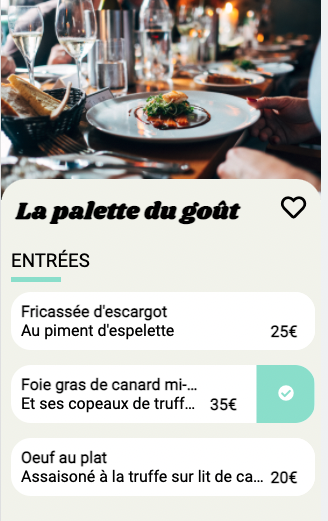 La palette du goût
ENTRÉES
Fricassée d'escargot
Au piment d'espelette 25€
Foie gras de canard mi-...
Et ses copeaux de truff... 35€
Oeuf au plat
Assaisoné à la truffe sur lit de ca... 20€